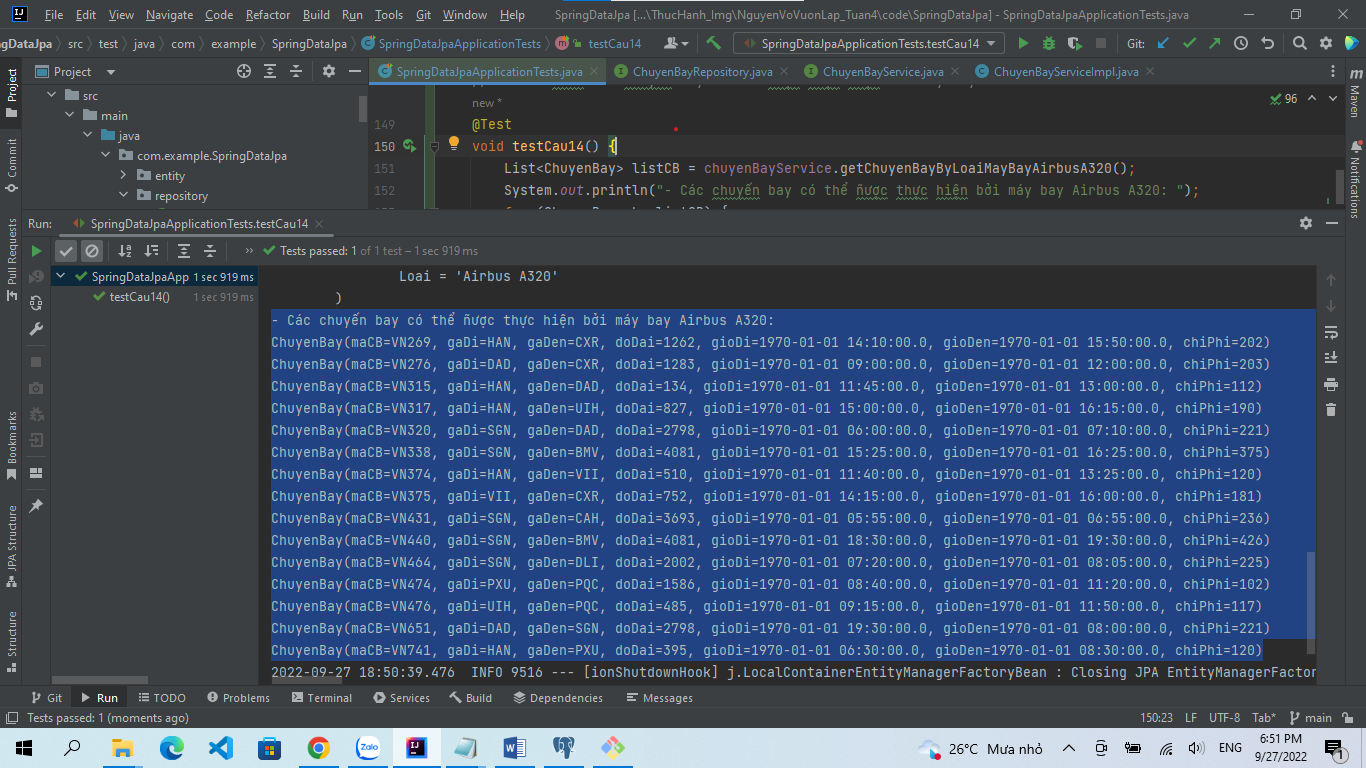 File Edit View Navigate Code Refactor Build Run Tools Git Window Help SpringDataJpa [...\ThucHanh_lmg\NguyenVoVuonLap_Tuan4\code\SpringDataJpa] - SpringDataJpaApplicationTests.java
ngDataJpa src test java com example SpringDataJpa SpringDataJpaApplicationTests testCau14 SpringDataJpaApplicationTests.testCau14 Git:
Project SpringDataJpaApplicationTests.java ChuyenBayRepository.java ChuyenBayService.java ChuyenBayServiceImpl.java
src
main
java
com.example.SpringDataJpa
entity
repository
new *
96
149 @Test
150 void testCau14() {
151 List<ChuyenBay> listCB = chuyenBayService.getChuyenBayByLoaiMayBayAirbusA320();
152 System.out.println("- Các chuyến bay có thể ñược thực hiện bởi máy bay Airbus A320: ");
Run: SpringDataJpaApplicationTests.testCau14
Tests passed: 1 of 1 test – 1 sec 919 ms
SpringDataJpaApp 1 sec 919 ms
testCau14() 1 sec 919 ms
Loai = 'Airbus A320'
)
- Các chuyến bay có thể ñược thực hiện bởi máy bay Airbus A320:
ChuyenBay(maCB=VN269, gaDi=HAN, gaDen=CXR, doDai=1262, gioDi=1970-01-01 14:10:00.0, gioDen=1970-01-01 15:50:00.0, chiPhi=202)
ChuyenBay(maCB=VN276, gaDi=DAD, gaDen=CXR, doDai=1283, gioDi=1970-01-01 09:00:00.0, gioDen=1970-01-01 12:00:00.0, chiPhi=203)
ChuyenBay(maCB=VN315, gaDi=HAN, gaDen=DAD, doDai=134, gioDi=1970-01-01 11:45:00.0, gioDen=1970-01-01 13:00:00.0, chiPhi=112)
ChuyenBay(maCB=VN317, gaDi=HAN, gaDen=UIH, doDai=827, gioDi=1970-01-01 15:00:00.0, gioDen=1970-01-01 16:15:00.0, chiPhi=190)
ChuyenBay(maCB=VN320, gaDi=SGN, gaDen=DAD, doDai=2798, gioDi=1970-01-01 06:00:00.0, gioDen=1970-01-01 07:10:00.0, chiPhi=221)
ChuyenBay(maCB=VN338, gaDi=SGN, gaDen=BMV, doDai=4081, gioDi=1970-01-01 15:25:00.0, gioDen=1970-01-01 16:25:00.0, chiPhi=375)
ChuyenBay(maCB=VN374, gaDi=HAN, gaDen=VII, doDai=510, gioDi=1970-01-01 11:40:00.0, gioDen=1970-01-01 13:25:00.0, chiPhi=120)
ChuyenBay(maCB=VN375, gaDi=VII, gaDen=CXR, doDai=752, gioDi=1970-01-01 14:15:00.0, gioDen=1970-01-01 16:00:00.0, chiPhi=181)
ChuyenBay(maCB=VN431, gaDi=SGN, gaDen=CAH, doDai=3693, gioDi=1970-01-01 05:55:00.0, gioDen=1970-01-01 06:55:00.0, chiPhi=236)
ChuyenBay(maCB=VN440, gaDi=SGN, gaDen=BMV, doDai=4081, gioDi=1970-01-01 18:30:00.0, gioDen=1970-01-01 19:30:00.0, chiPhi=426)
ChuyenBay(maCB=VN464, gaDi=SGN, gaDen=DLI, doDai=2002, gioDi=1970-01-01 07:20:00.0, gioDen=1970-01-01 08:05:00.0, chiPhi=225)
ChuyenBay(maCB=VN474, gaDi=PXU, gaDen=PQC, doDai=1586, gioDi=1970-01-01 08:40:00.0, gioDen=1970-01-01 11:20:00.0, chiPhi=102)
ChuyenBay(maCB=VN476, gaDi=UIH, gaDen=PQC, doDai=485, gioDi=1970-01-01 09:15:00.0, gioDen=1970-01-01 11:50:00.0, chiPhi=117)
ChuyenBay(maCB=VN651, gaDi=DAD, gaDen=SGN, doDai=2798, gioDi=1970-01-01 19:30:00.0, gioDen=1970-01-01 08:00:00.0, chiPhi=221)
ChuyenBay(maCB=VN741, gaDi=HAN, gaDen=PXU, doDai=395, gioDi=1970-01-01 06:30:00.0, gioDen=1970-01-01 08:30:00.0, chiPhi=120)
2022-09-27 18:50:39.476 INFO 9516 --- [ionShutdownHook] j.LocalContainerEntityManagerFactoryBean : Closing JPA EntityManagerFactor
Project
Commit
Pull Requests
Bookmarks
JPA Structure
Structure
Maven
Notifications
Git Run TODO Problems Terminal Services Build Dependencies Messages
Tests passed: 1 (moments ago) 150:23 LF UTF-8 Tab* main
Zalo 26°C Mưa nhỏ ENG 6:51 PM
9/27/2022
1